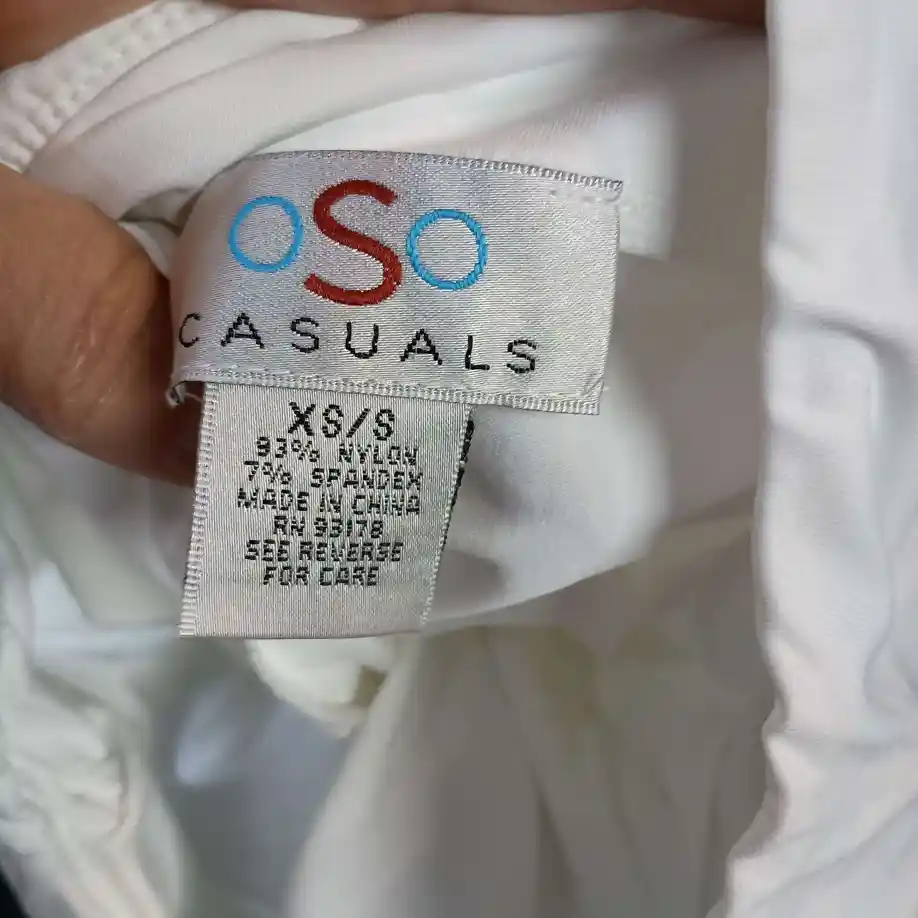 oSo
CASUALS
XS/S
93% NYLON
7% SPANDEX
MADE IN CHINA
RN 93178
SEE REVERSE
FOR CARE